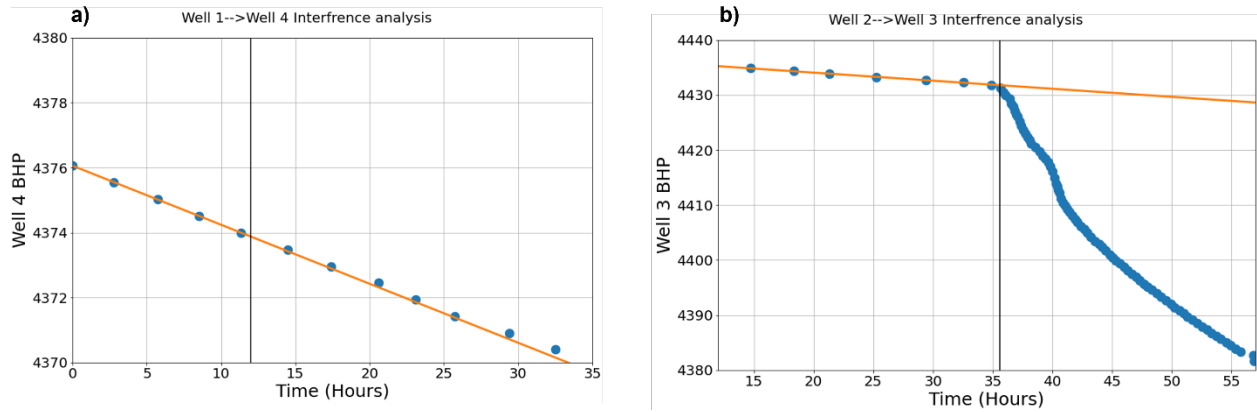 a)
Well 1-->Well 4 Interfrence analysis
4380
4378
4376
4374
4372
4370
Well 4 BHP
0 5 10 15 20 25 30 35
Time (Hours)
b)
Well 2-->Well 3 Interfrence analysis
4440
4430
4420
4410
4400
4390
4380
Well 3 BHP
15 20 25 30 35 40 45 50 55
Time (Hours)